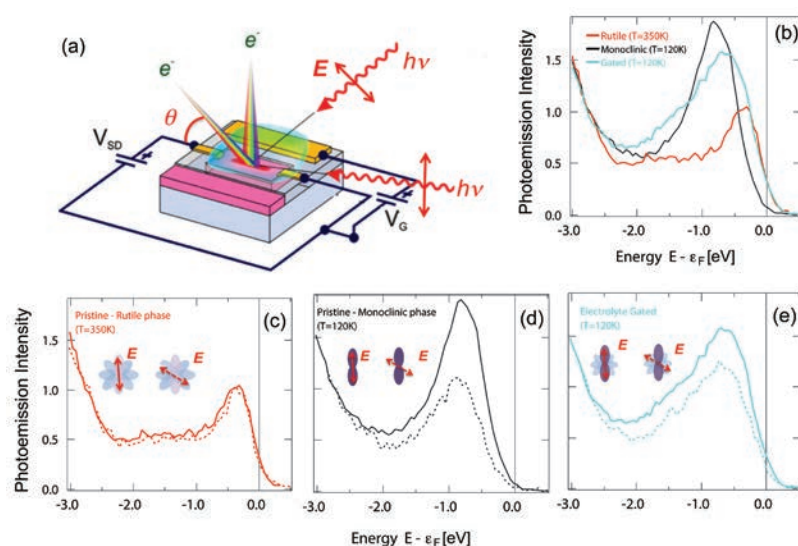 (a)
e⁻
e⁻
E
hν
θ
V_SD
hν
V_G
(b)
Rutile (T=350K)
Monoclinic (T=120K)
Gated (T=120K)
Photoemission Intensity
1.5
1.0
0.5
0.0
-3.0 -2.0 -1.0 0.0
Energy E - ε_F [eV]
(c)
Pristine - Rutile phase
(T=350K)
E E
Photoemission Intensity
1.5
1.0
0.5
0.0
-3.0 -2.0 -1.0 0.0
(d)
Pristine - Monoclinic phase
(T=120K)
E E
-3.0 -2.0 -1.0 0.0
Energy E - ε_F [eV]
(e)
Electrolyte Gated
(T=120K)
E E
-3.0 -2.0 -1.0 0.0